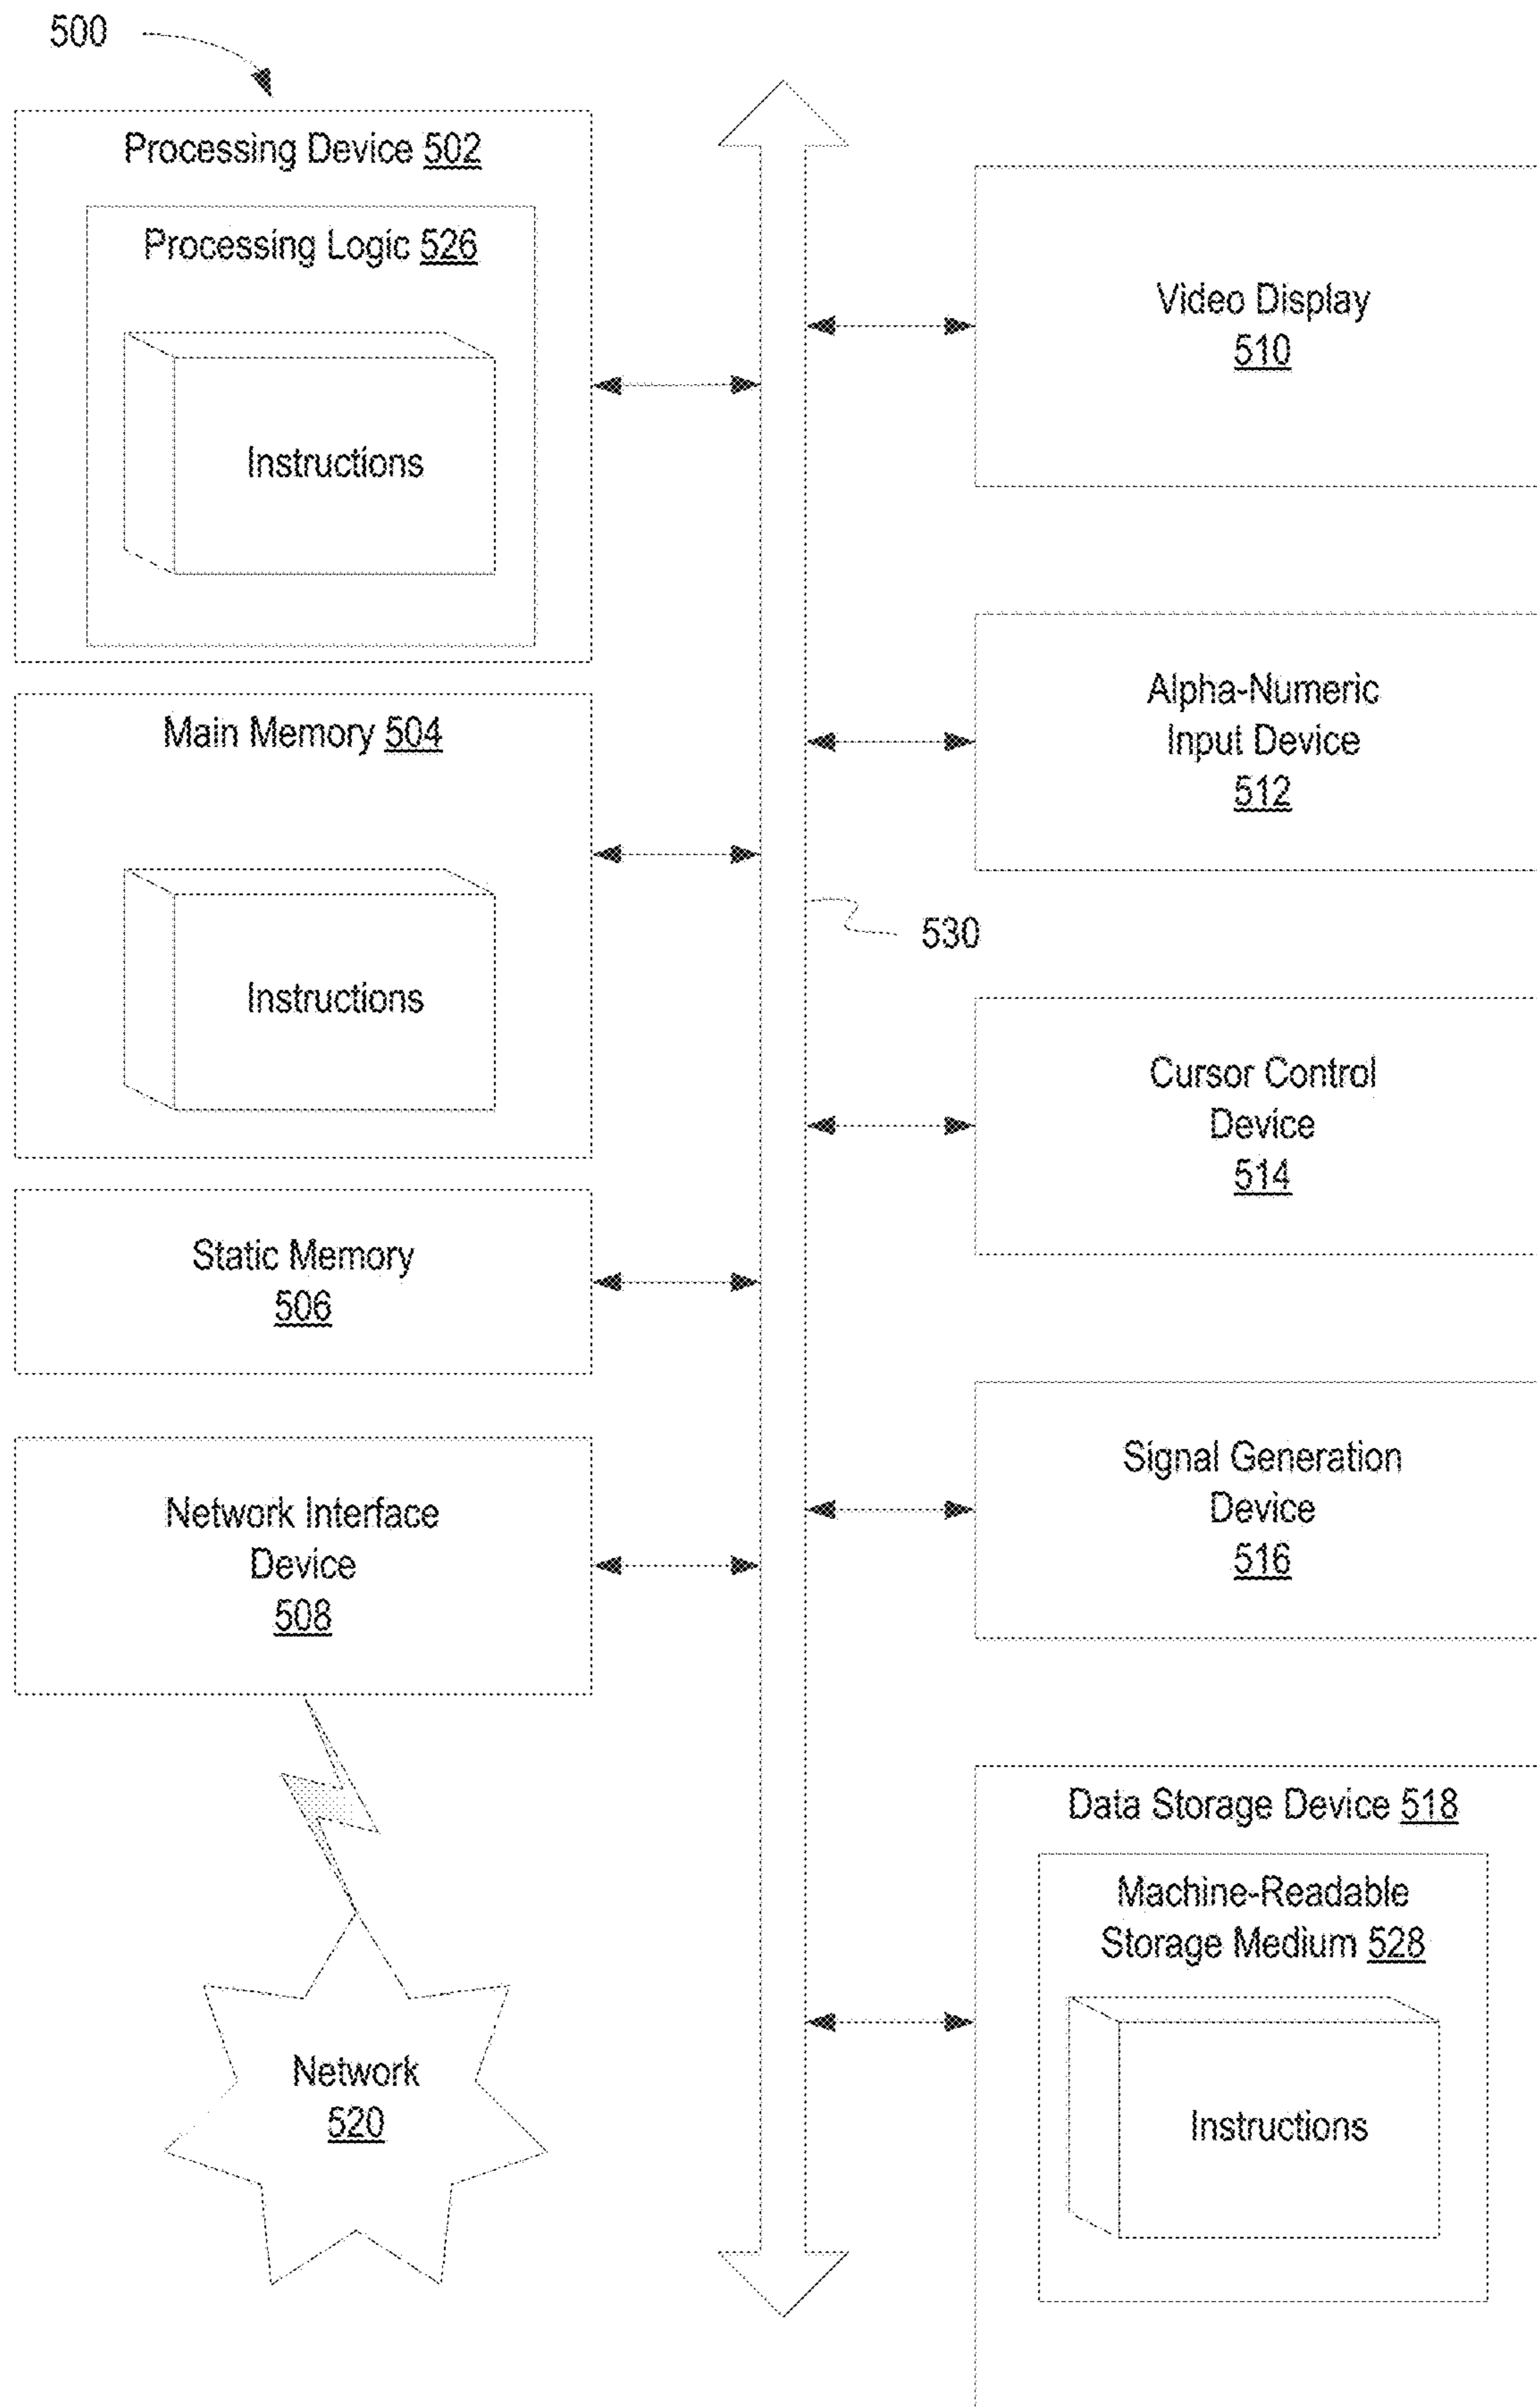 500
Processing Device 502
Processing Logic 526
Instructions
Main Memory 504
Instructions
Static Memory
506
Network Interface
Device
508
Network
520
530
Video Display
510
Alpha-Numeric
Input Device
512
Cursor Control
Device
514
Signal Generation
Device
516
Data Storage Device 518
Machine-Readable
Storage Medium 528
Instructions